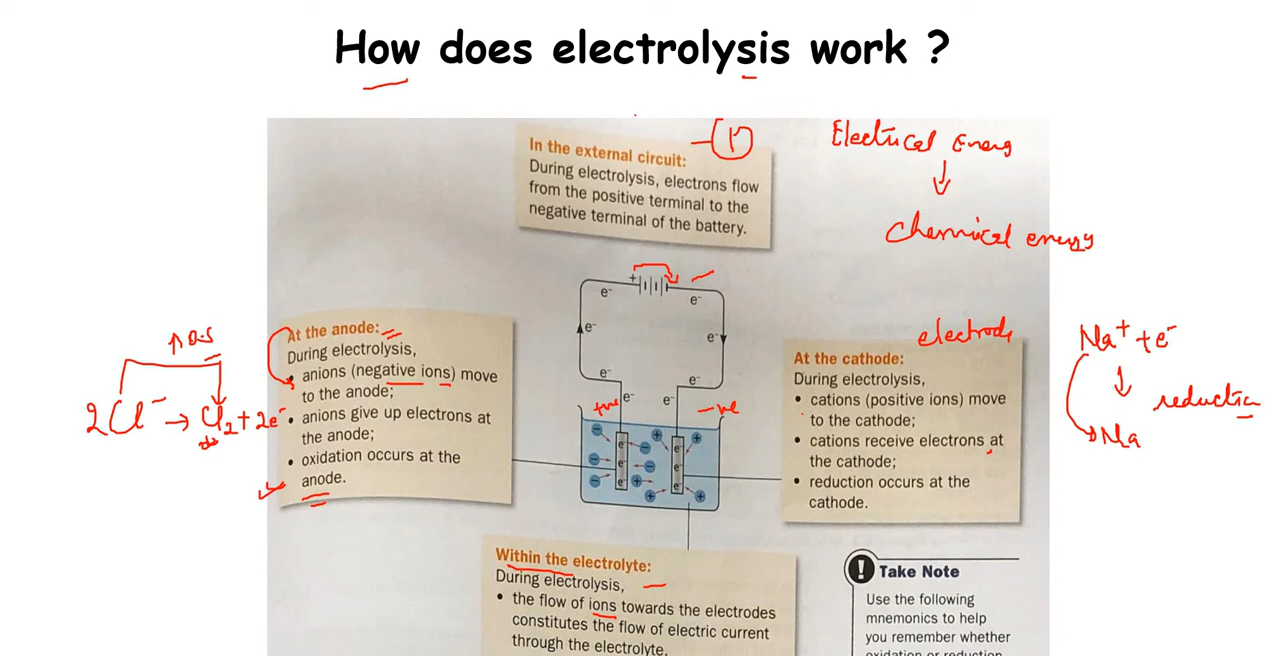 How does electrolysis work ?
In the external circuit:
During electrolysis, electrons flow
from the positive terminal to the
negative terminal of the battery.
Electrical Energ
chemical energy
+
e⁻
e⁻
e⁻
e⁻
e⁻
e⁻
e⁻
e⁻
+ve
-ve
At the anode:
During electrolysis,
• anions (negative ions) move
to the anode;
• anions give up electrons at
the anode;
• oxidation occurs at the
anode.
2Cl⁻ → Cl₂ + 2e⁻
electrode
At the cathode:
During electrolysis,
• cations (positive ions) move
to the cathode;
• cations receive electrons at
the cathode;
• reduction occurs at the
cathode.
Na⁺ + e⁻
reduction
Na
Within the electrolyte:
During electrolysis,
• the flow of ions towards the electrodes
constitutes the flow of electric current
through the electrolyte.
! Take Note
Use the following
mnemonics to help
you remember whether
oxidation or reduction